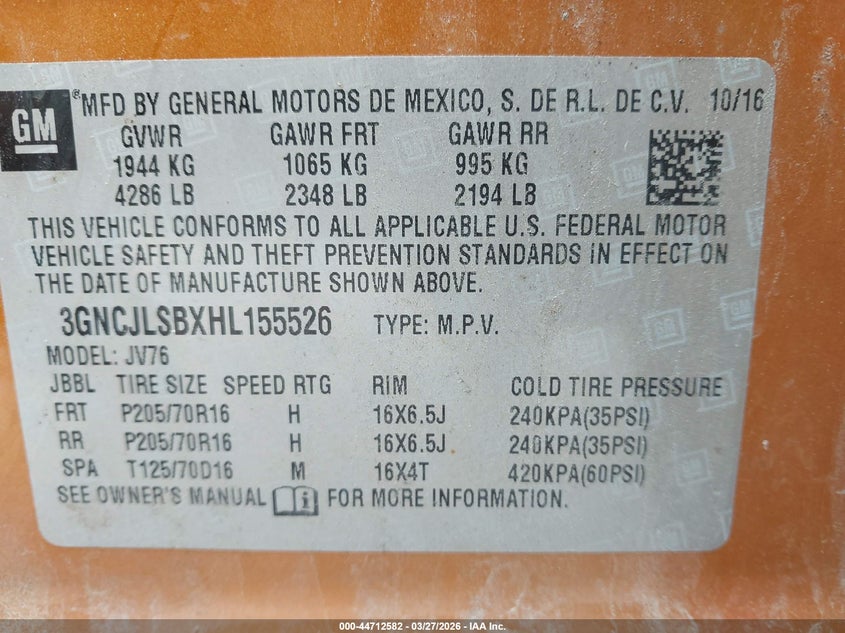 GM
® MFD BY GENERAL MOTORS DE MEXICO, S. DE R.L. DE C.V. 10/16
GVWR GAWR FRT GAWR RR
1944 KG 1065 KG 995 KG
4286 LB 2348 LB 2194 LB
THIS VEHICLE CONFORMS TO ALL APPLICABLE U.S. FEDERAL MOTOR
VEHICLE SAFETY AND THEFT PREVENTION STANDARDS IN EFFECT ON
THE DATE OF MANUFACTURE SHOWN ABOVE.
3GNCJLSBXHL155526 TYPE: M.P.V.
MODEL: JV76
JBBL TIRE SIZE SPEED RTG RIM COLD TIRE PRESSURE
FRT P205/70R16 H 16X6.5J 240KPA(35PSI)
RR P205/70R16 H 16X6.5J 240KPA(35PSI)
SPA T125/70D16 M 16X4T 420KPA(60PSI)
SEE OWNER'S MANUAL i FOR MORE INFORMATION.
000-44712582 — 03/27/2026 — IAA Inc.